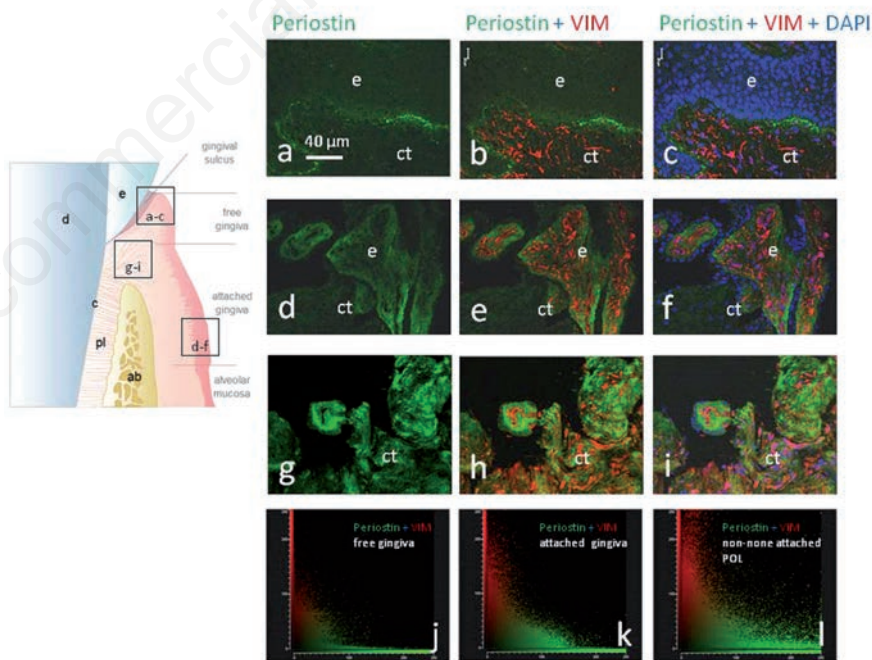 commercial
Periostin
Periostin + VIM
Periostin + VIM + DAPI
e
a
40 µm
ct
e
b
ct
e
c
ct
gingival
sulcus
e
d
a-c
free
gingiva
g-i
c
attached
gingiva
pl
d-f
ab
alveolar
mucosa
e
d
ct
e
e
ct
e
f
ct
g
ct
h
ct
i
ct
Periostin + VIM
free gingiva
j
Periostin + VIM
attached gingiva
k
Periostin + VIM
non-none attached
POL
l